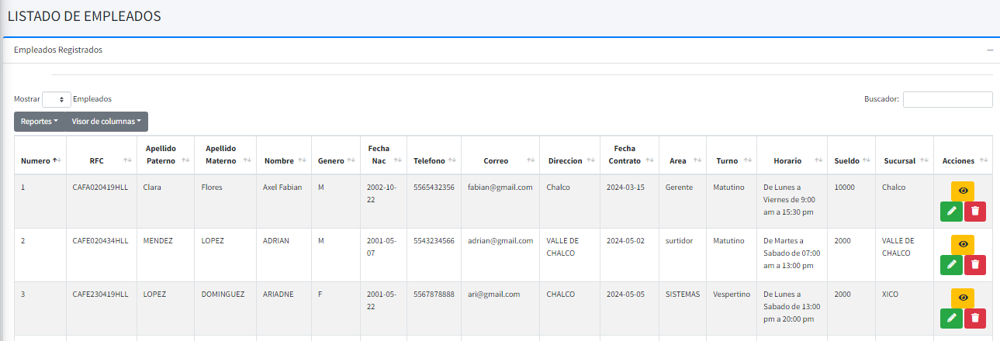 LISTADO DE EMPLEADOS
Empleados Registrados
Mostrar Empleados Buscador:
Reportes Visor de columnas
Numero RFC Apellido Paterno Apellido Materno Nombre Genero Fecha Nac Telefono Correo Direccion Fecha Contrato Area Turno Horario Sueldo Sucursal Acciones
1 CAFA020419HLL Clara Flores Axel Fabian M 2002-10-22 5565432356 fabian@gmail.com Chalco 2024-03-15 Gerente Matutino De Lunes a Viernes de 9:00 am a 15:30 pm 10000 Chalco
2 CAFE020434HLL MENDEZ LOPEZ ADRIAN M 2001-05-07 5543234566 adrian@gmail.com VALLE DE CHALCO 2024-05-02 surtidor Matutino De Martes a Sabado de 07:00 am a 13:00 pm 2000 VALLE DE CHALCO
3 CAFE230419HLL LOPEZ DOMINGUEZ ARIADNE F 2001-05-22 5567878888 ari@gmail.com CHALCO 2024-05-05 SISTEMAS Vespertino De Lunes a Sabado de 13:00 pm a 20:00 pm 2000 XICO